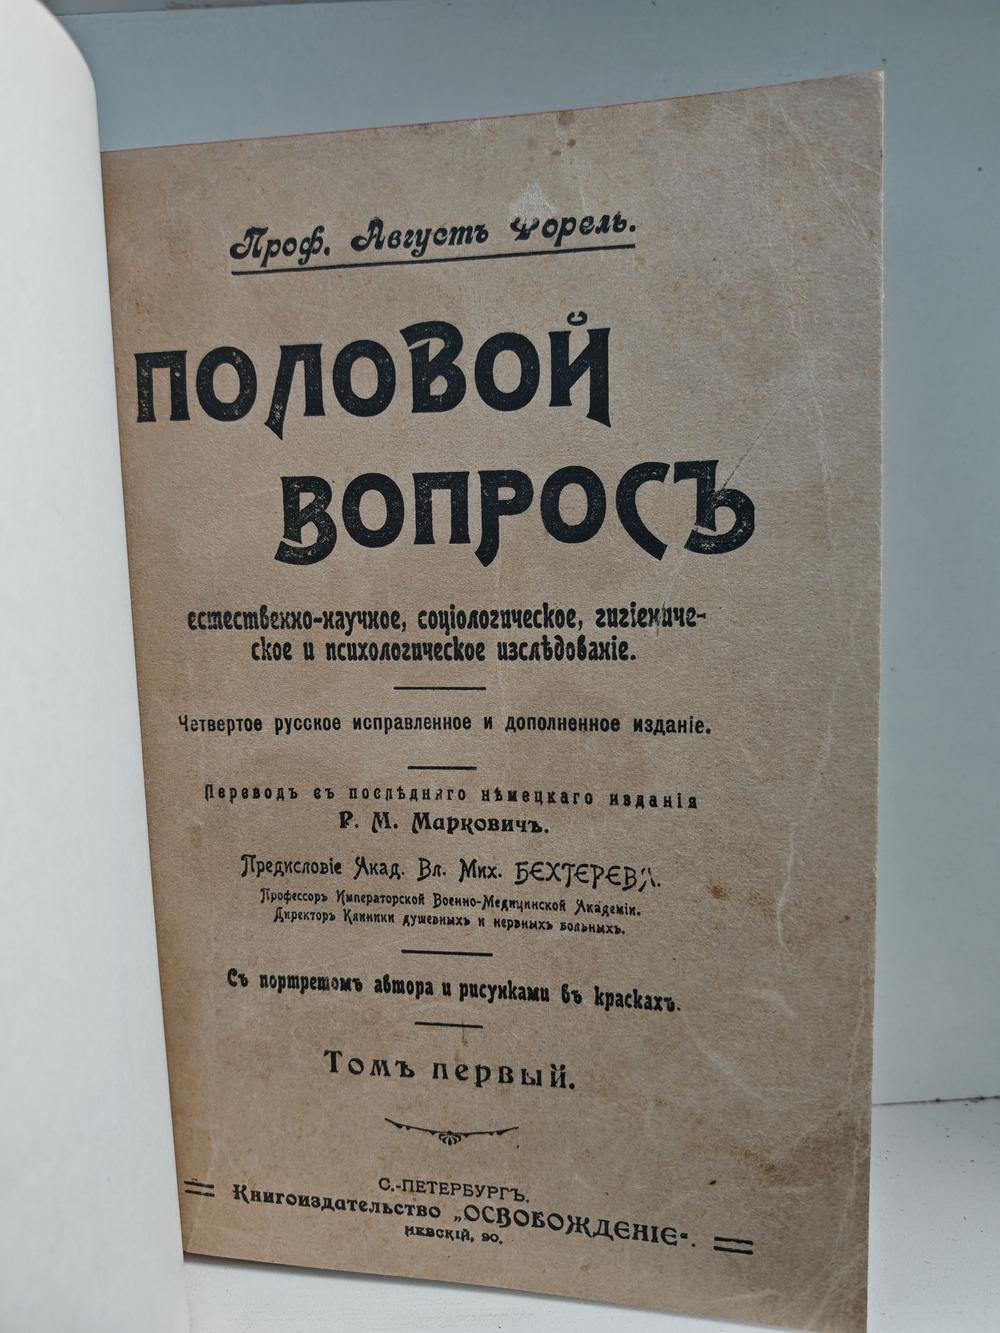 Проф. Августъ Форель.
ПОЛОВОЙ
ВОПРОСЪ
естественно-научное, соціологическое, гигіениче-
ское и психологическое изслѣдованіе.
Четвертое русское исправленное и дополненное изданіе.
Переводъ съ послѣдняго нѣмецкаго изданія
Р. М. Марковичъ.
Предисловіе Акад. Вл. Мих. БЕХТЕРЕВА.
Профессоръ Императорской Военно-Медицинской Академіи.
Директоръ Клиники душевныхъ и нервныхъ больныхъ.
Съ портретомъ автора и рисунками въ краскахъ.
Томъ первый.
С.-ПЕТЕРБУРГЪ.
Книгоиздательство „ОСВОБОЖДЕНІЕ“.
НЕВСКІЙ, 90.